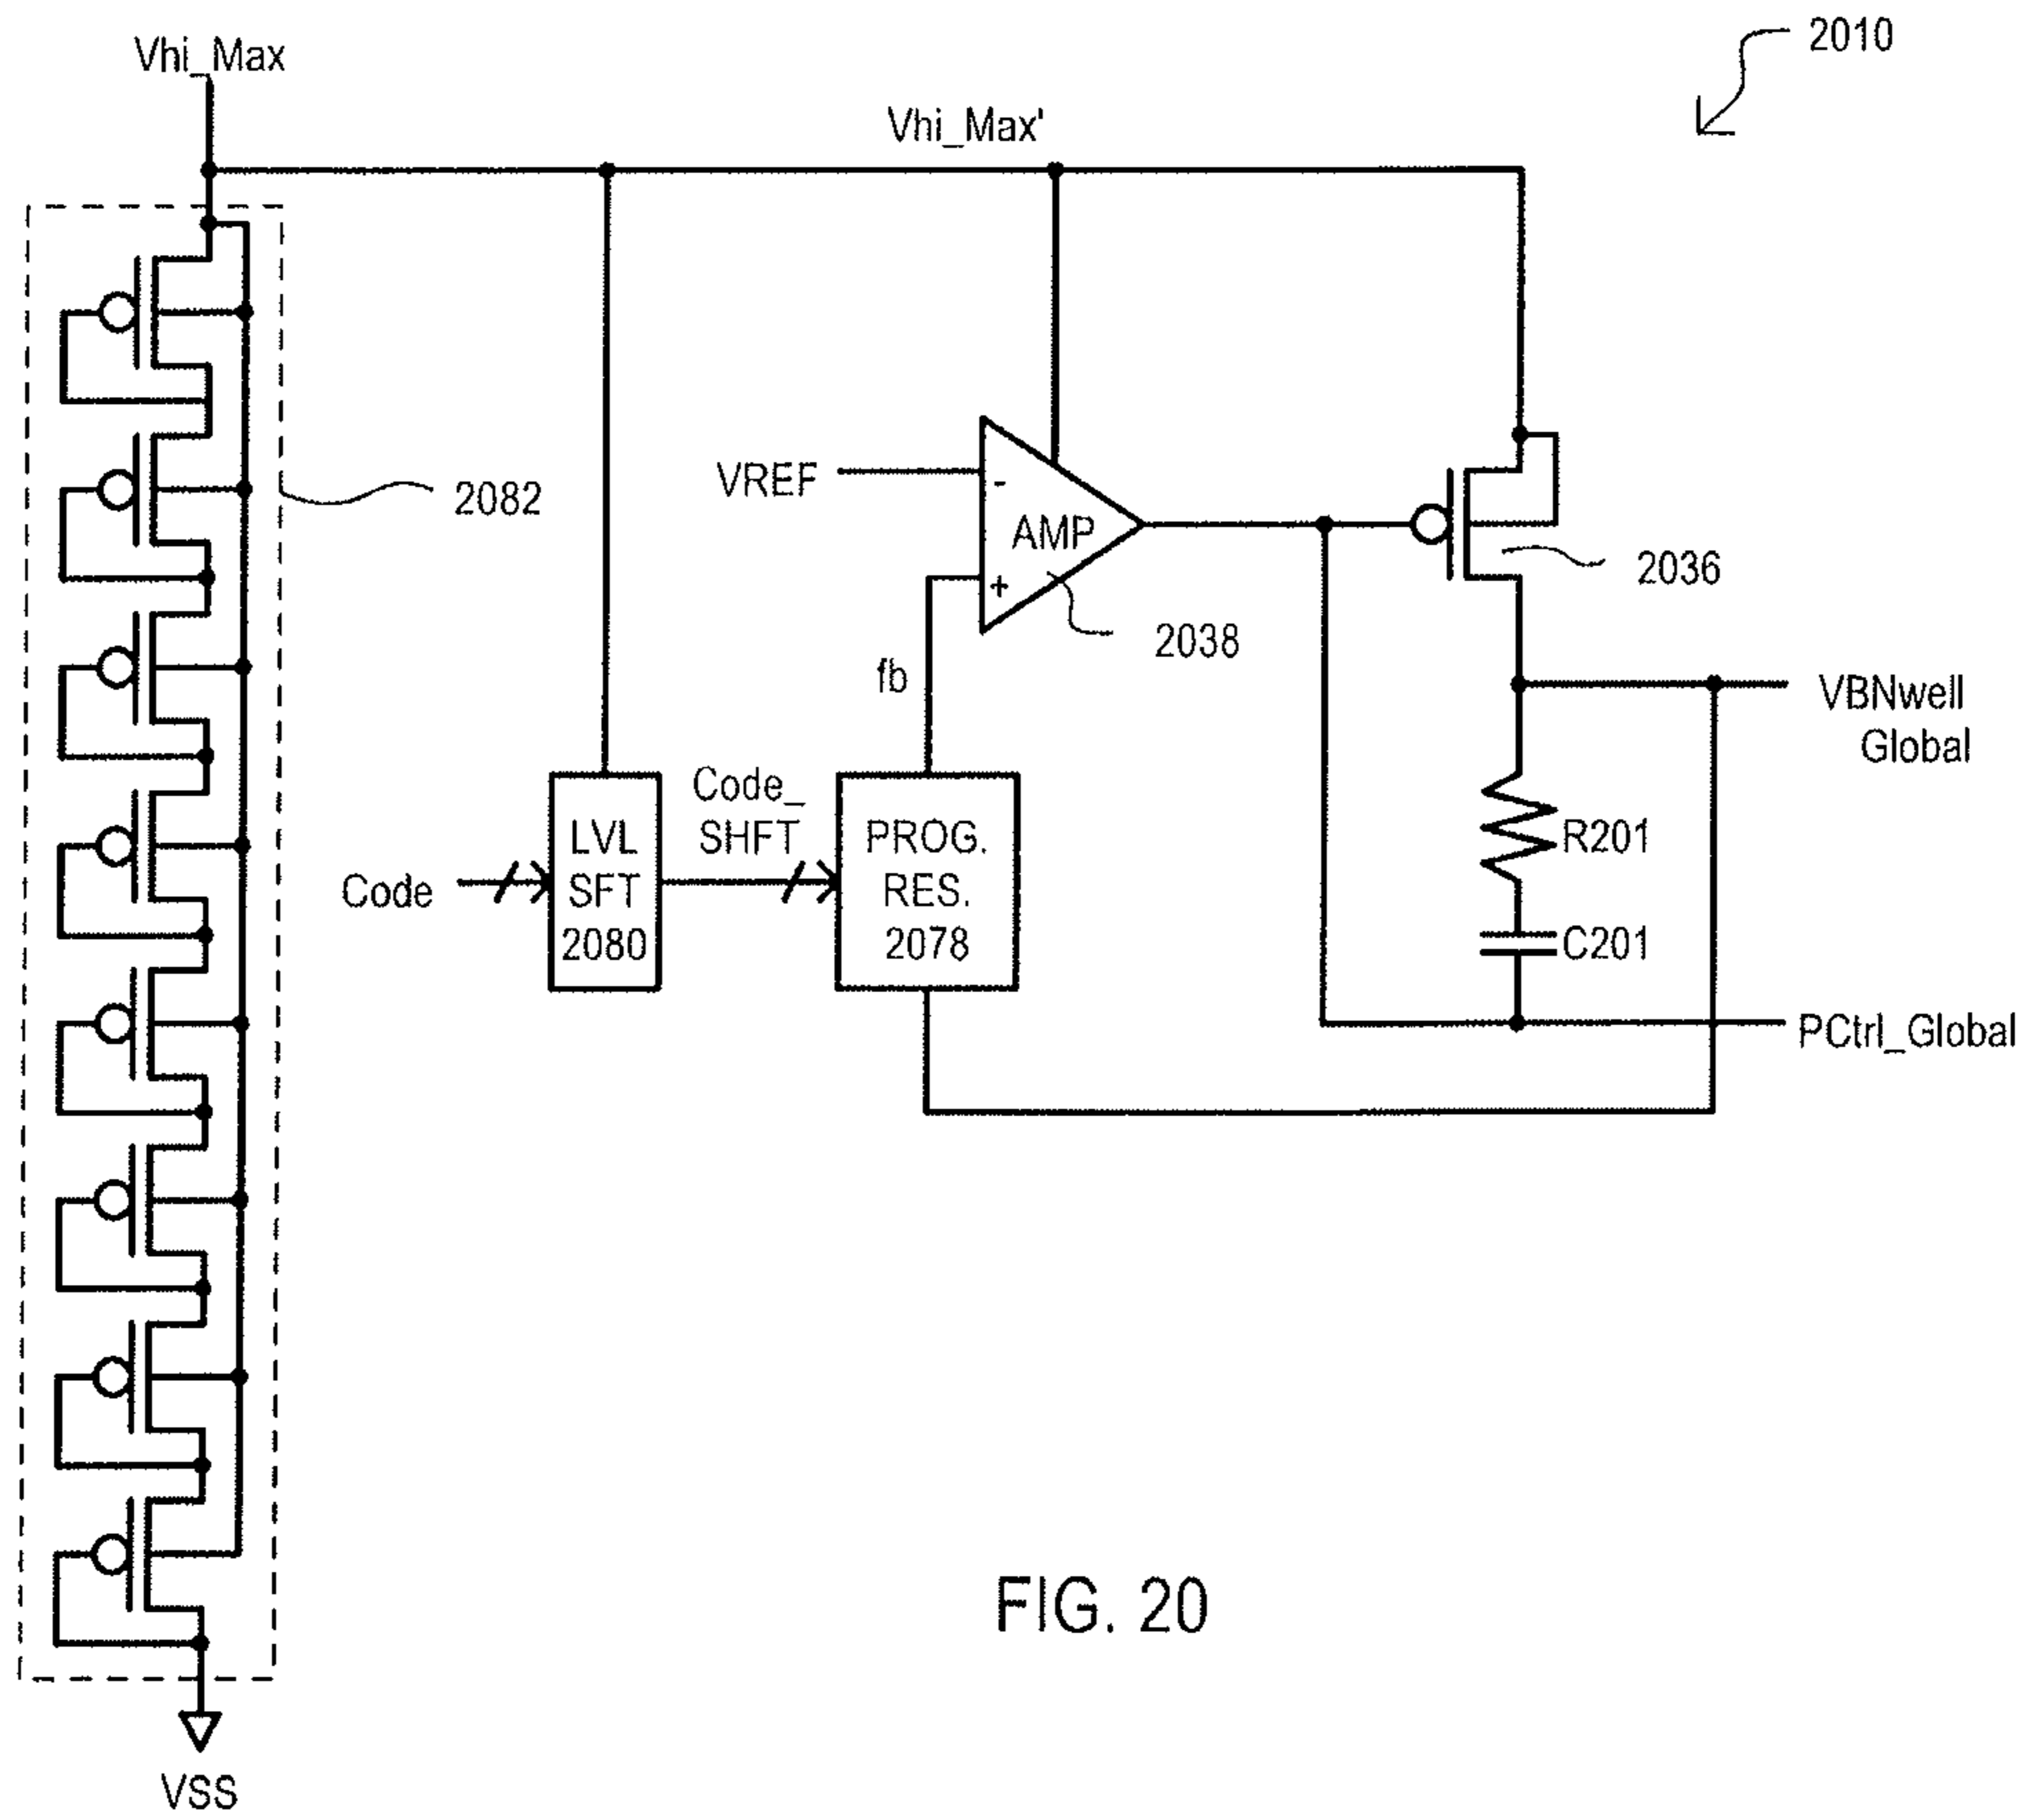 2010
Vhi_Max
Vhi_Max'
VREF
-
AMP
+
2082
2036
2038
fb
VBNwell
Global
Code_
SHFT
LVL
SFT
2080
PROG.
RES.
2078
R201
Code
C201
PCtrl_Global
FIG. 20
VSS